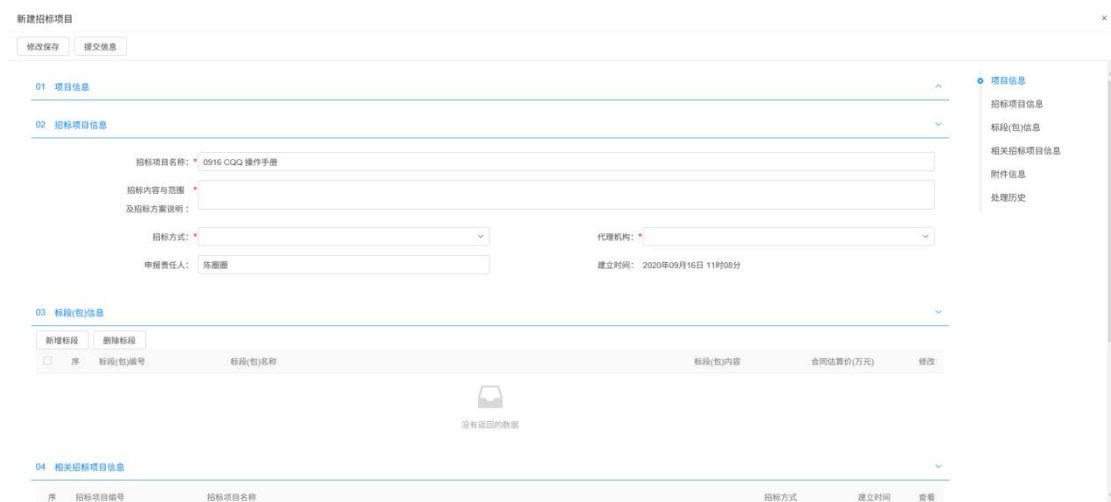 新建招标项目 ×
修改保存 提交信息
01 项目信息
02 招标项目信息
招标项目名称：* 0916 CQQ 操作手册
招标内容与范围 *
及招标方案说明：
招标方式：* 代理机构：*
申报责任人： 陈圈圈 建立时间： 2020年09月16日 11时08分
03 标段(包)信息
新增标段 删除标段
序 标段(包)编号 标段(包)名称 标段(包)内容 合同估算价(万元) 修改
没有返回的数据
04 相关招标项目信息
序 招标项目编号 招标项目名称 招标方式 建立时间 查看
项目信息
招标项目信息
标段(包)信息
相关招标项目信息
附件信息
处理历史